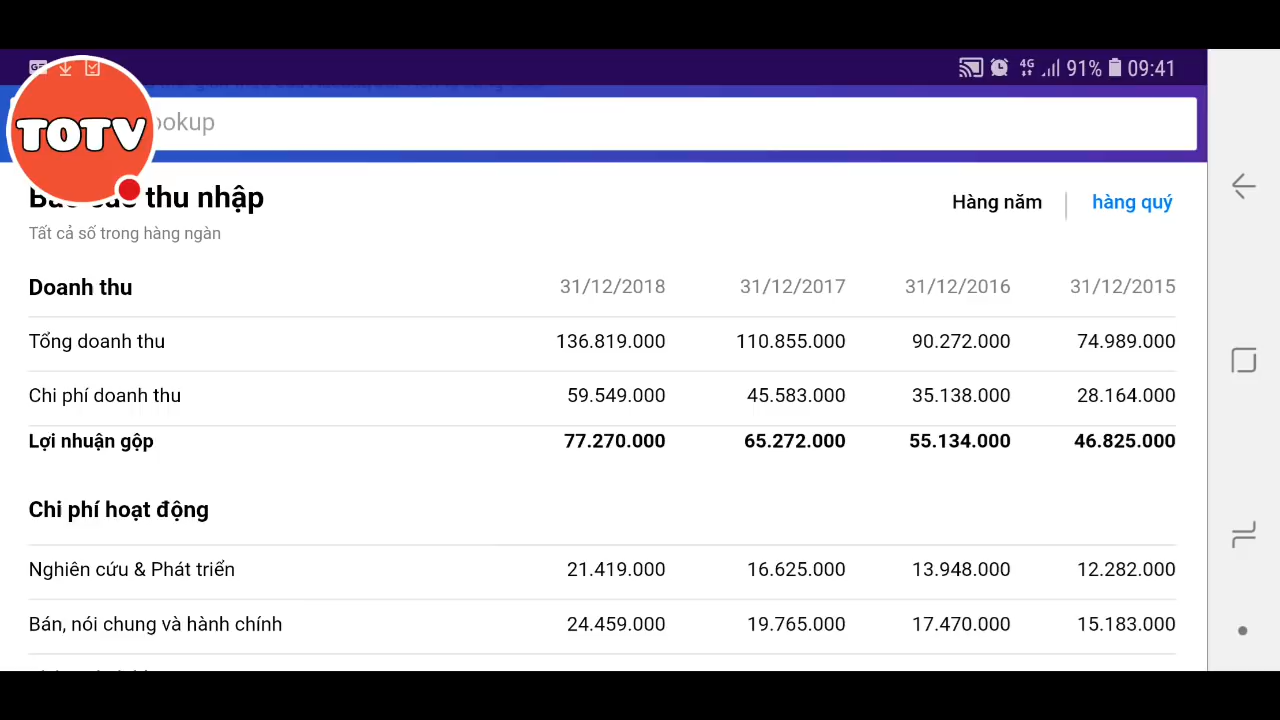 91% 09:41
TOTV
ookup
thu nhập
Hàng năm
hàng quý
Tất cả số trong hàng ngàn
Doanh thu 31/12/2018 31/12/2017 31/12/2016 31/12/2015
Tổng doanh thu 136.819.000 110.855.000 90.272.000 74.989.000
Chi phí doanh thu 59.549.000 45.583.000 35.138.000 28.164.000
Lợi nhuận gộp 77.270.000 65.272.000 55.134.000 46.825.000
Chi phí hoạt động
Nghiên cứu & Phát triển 21.419.000 16.625.000 13.948.000 12.282.000
Bán, nói chung và hành chính 24.459.000 19.765.000 17.470.000 15.183.000